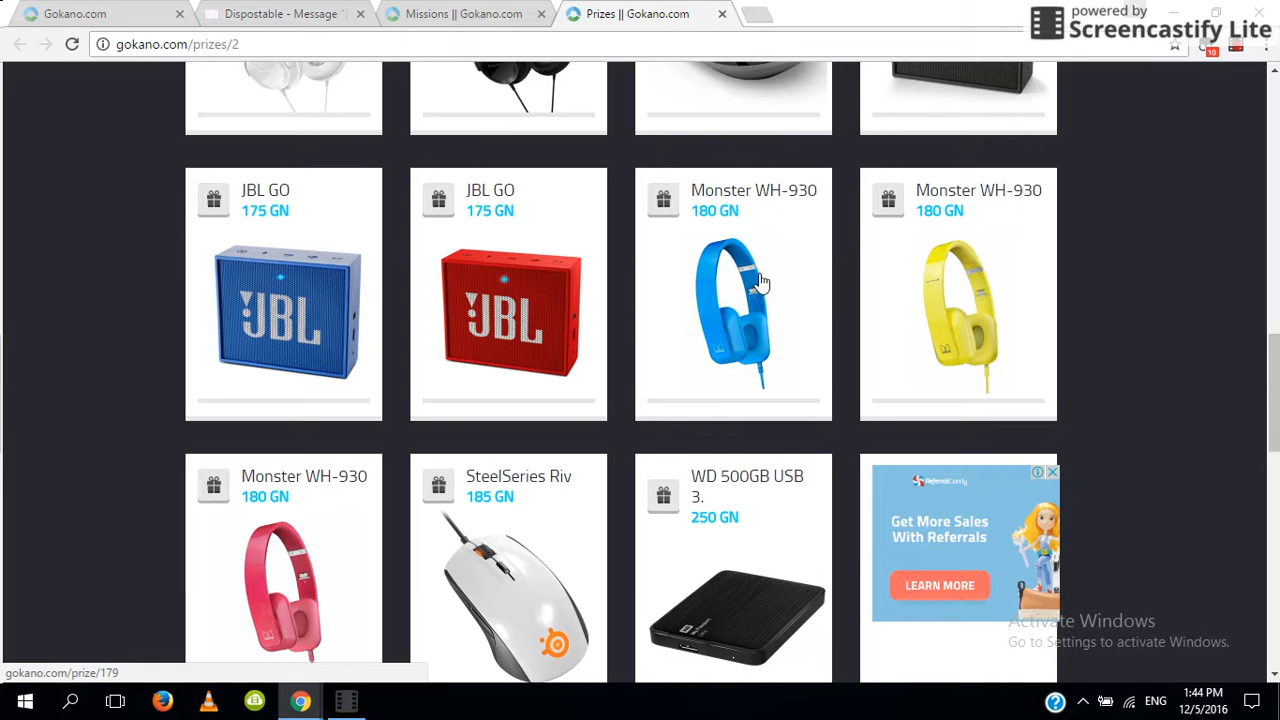 Gokano.com
Dispostable - Message "
Missions || Gokano.com
Prizes || Gokano.com
powered by
Screencastify Lite
gokano.com/prizes/2
10
JBL GO
175 GN
JBL GO
175 GN
Monster WH-930
180 GN
Monster WH-930
180 GN
JBL
JBL
Monster WH-930
180 GN
SteelSeries Riv
185 GN
WD 500GB USB
3.
250 GN
ReferralCandy
Get More Sales
With Referrals
LEARN MORE
Activate Windows
Go to Settings to activate Windows.
gokano.com/prize/179
ENG
1:44 PM
12/5/2016